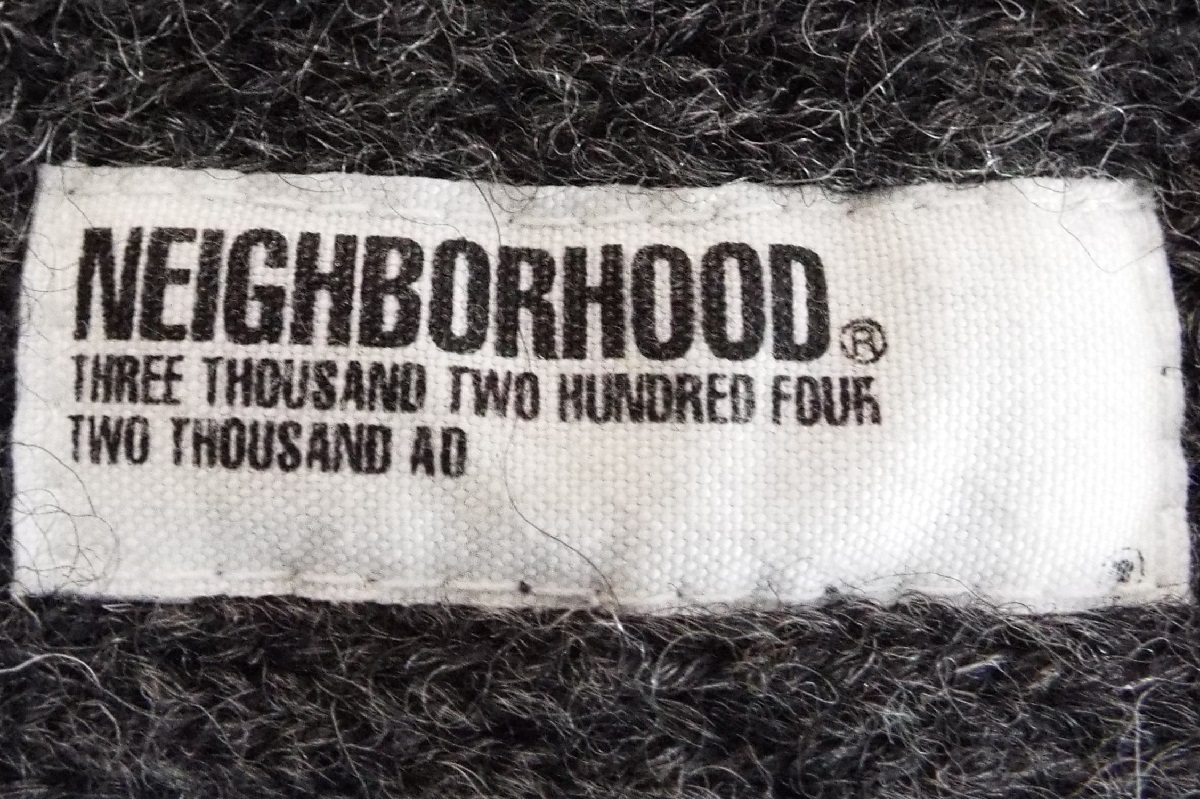 NEIGHBORHOOD®
THREE THOUSAND TWO HUNDRED FOUR
TWO THOUSAND AD